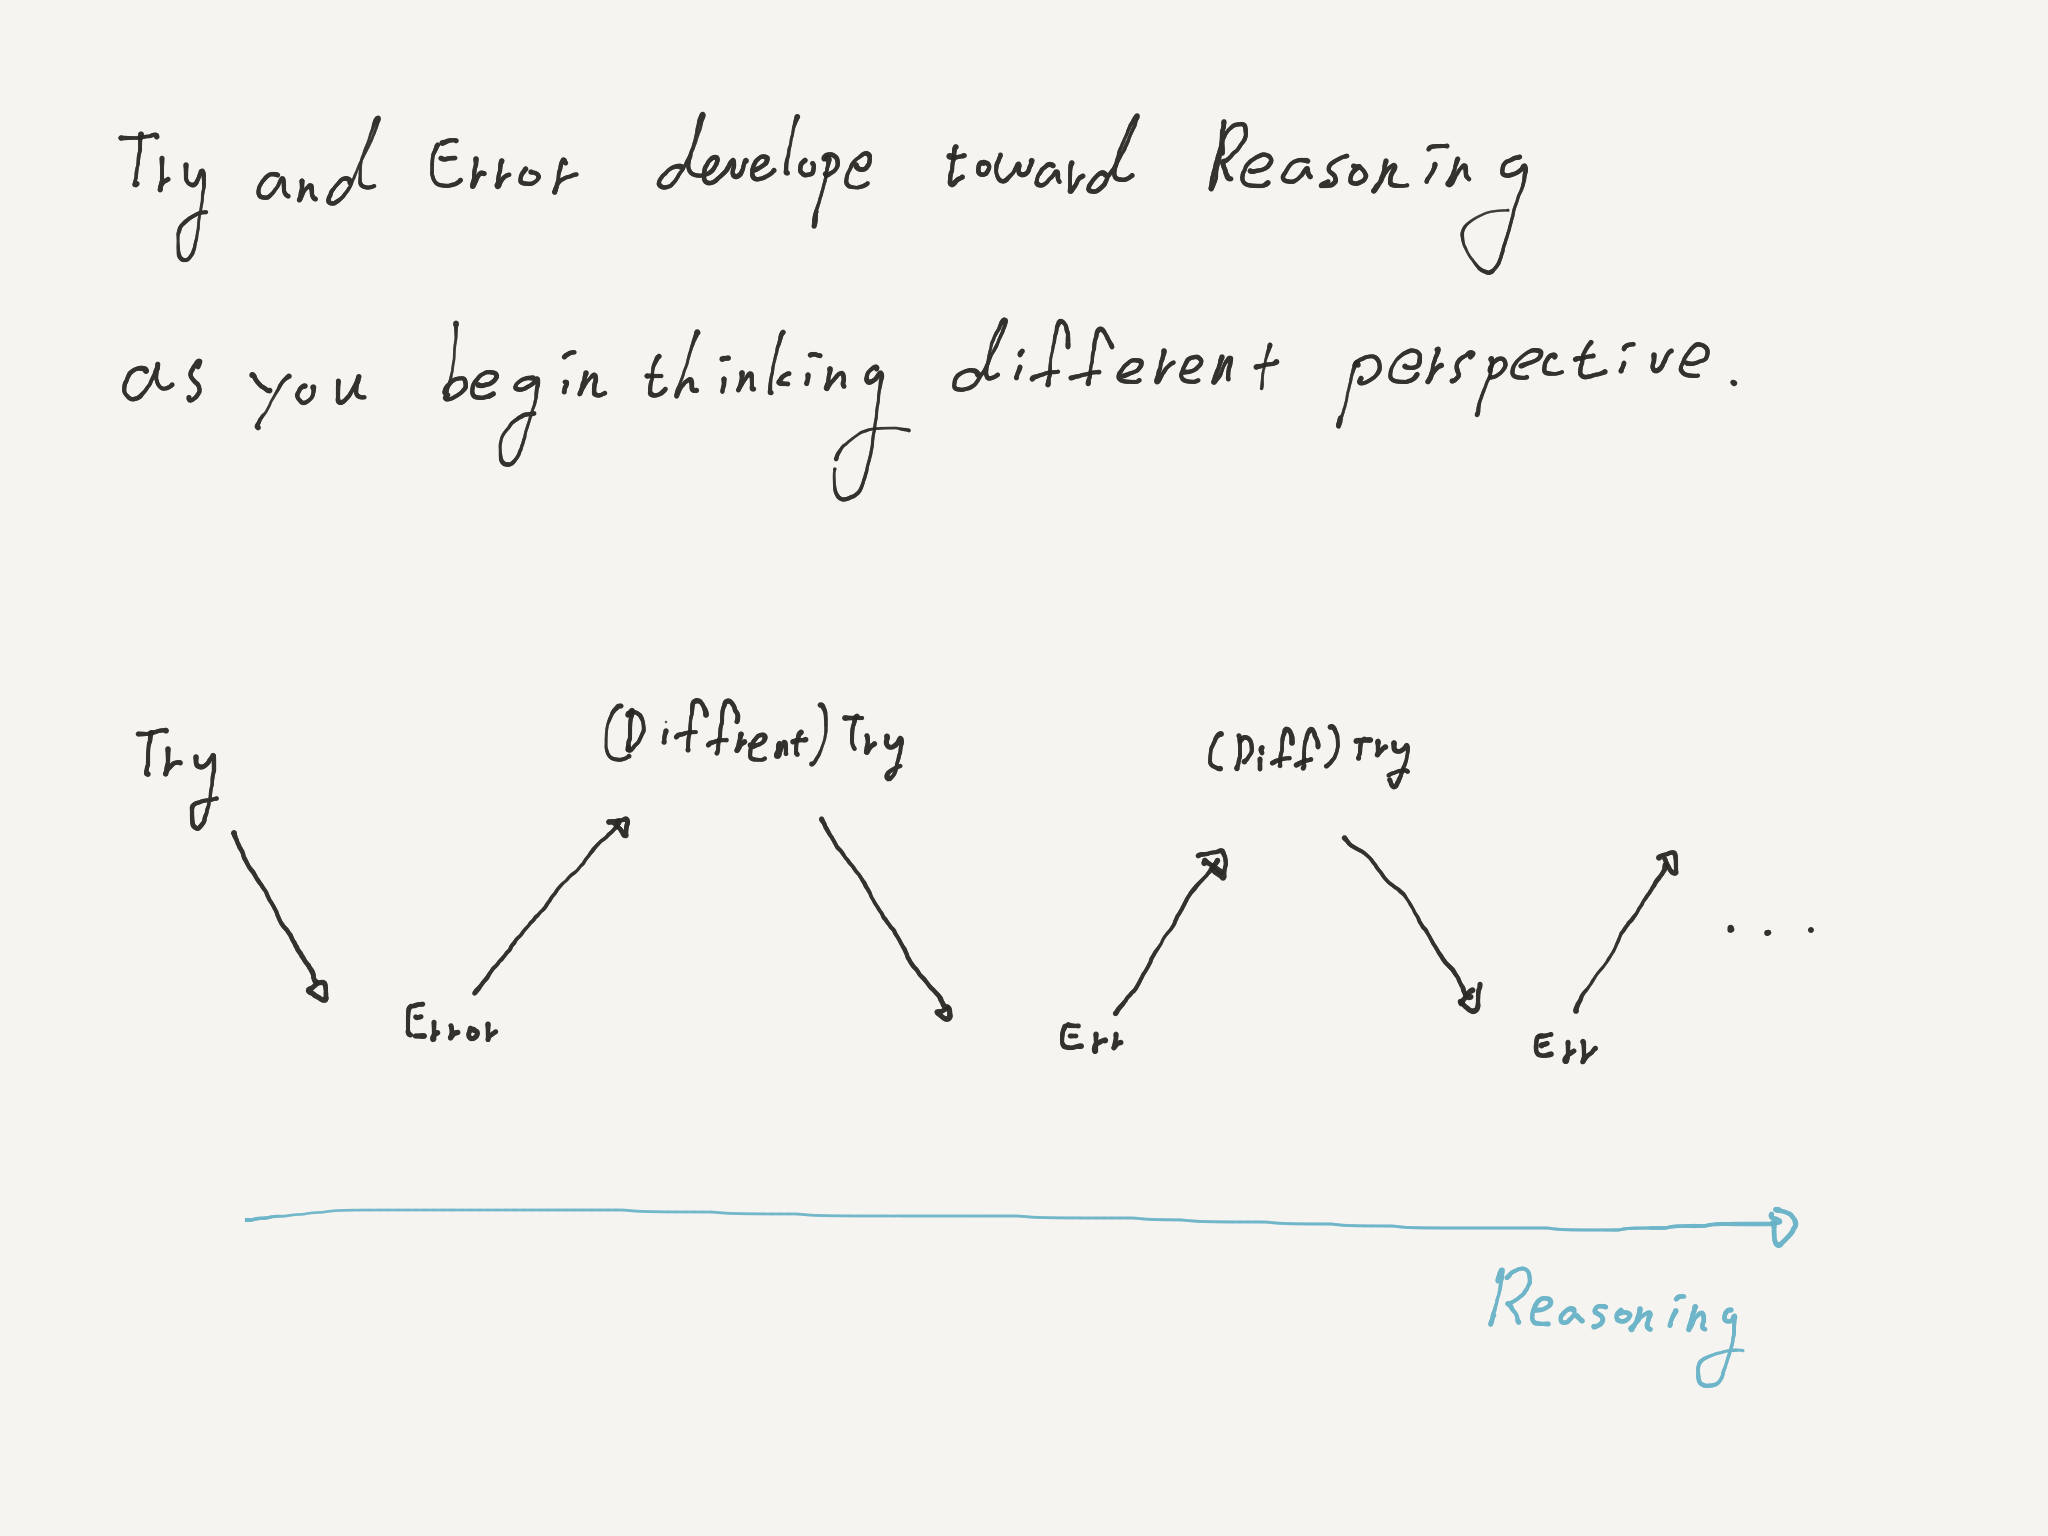 Try and Error develope toward Reasoning
as you begin thinking different perspective.
Try
(Diffrent) Try
(Diff) Try
Error
Err
Err
...
Reasoning